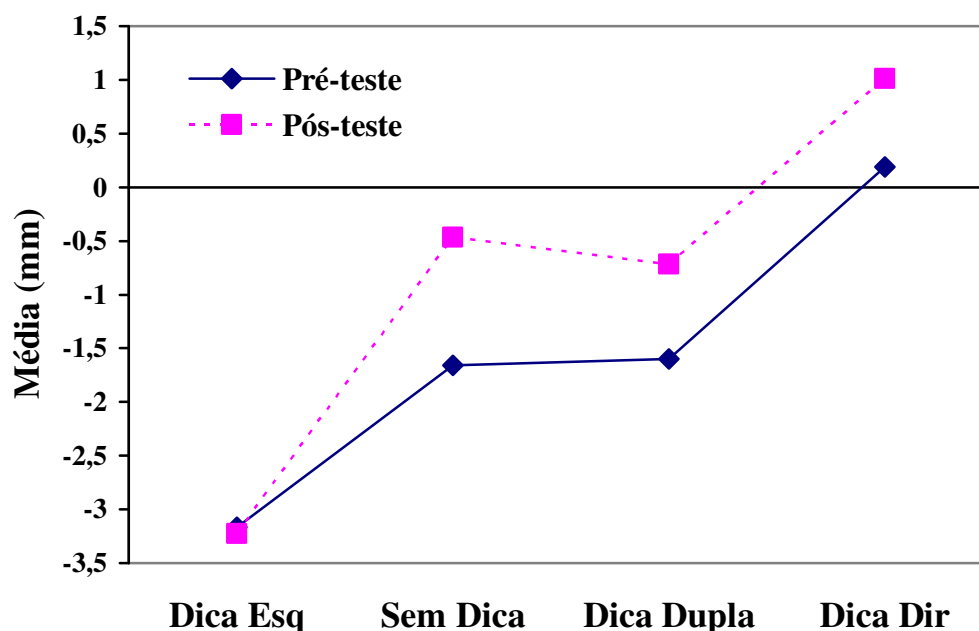 1,5
1
0,5
0
-0,5
-1
-1,5
-2
-2,5
-3
-3,5
Média (mm)
Pré-teste
Pós-teste
Dica Esq Sem Dica Dica Dupla Dica Dir